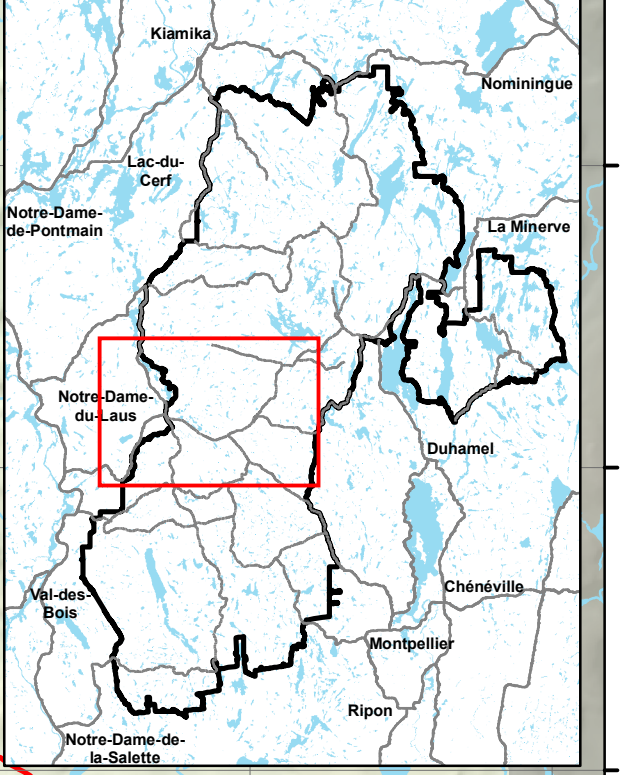 Kiamika
Nominingue
Lac-du-
Cerf
Notre-Dame-
de-Pontmain
La Minerve
Notre-Dame-
du-Laus
Duhamel
Val-des-
Bois
Chénéville
Montpellier
Ripon
Notre-Dame-de-
la-Salette